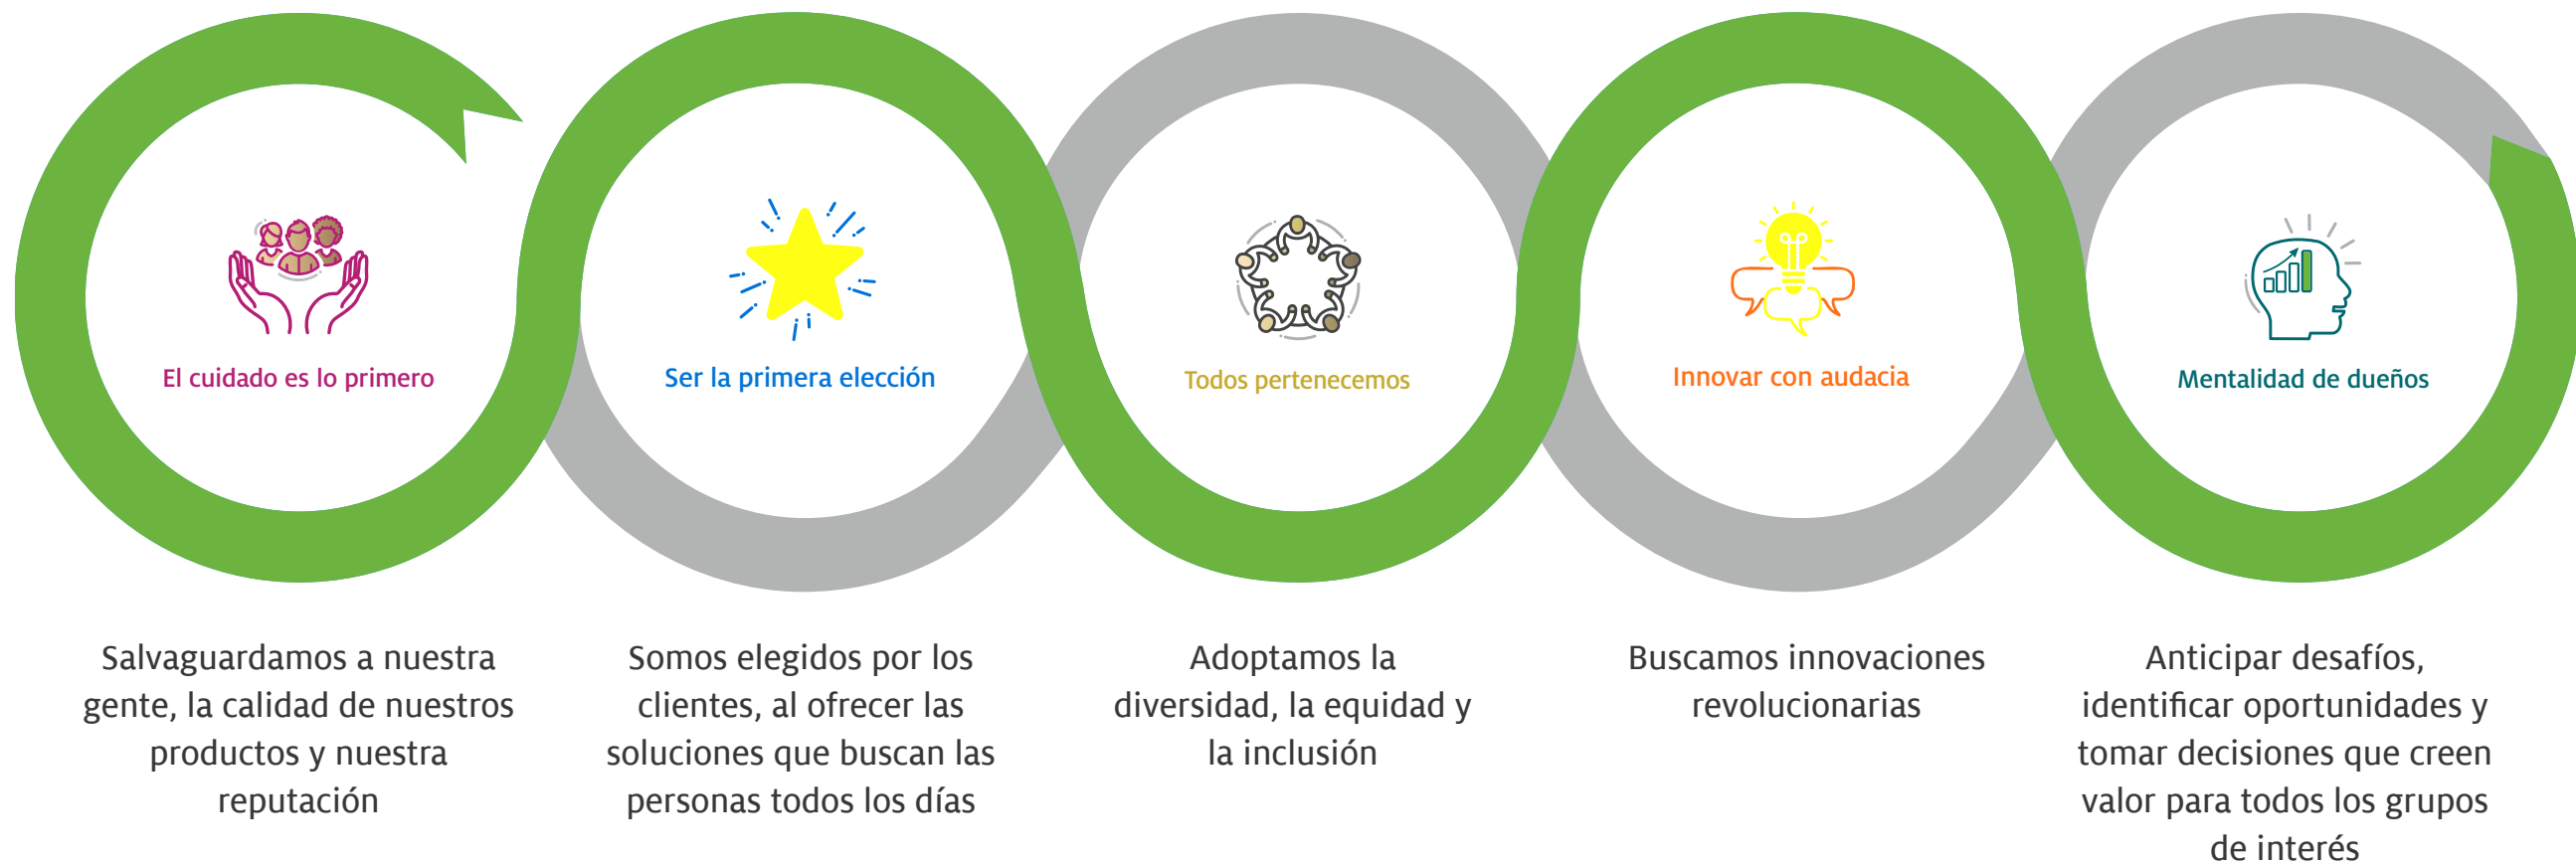 El cuidado es lo primero
Salvaguardamos a nuestra
gente, la calidad de nuestros
productos y nuestra
reputación
Ser la primera elección
Somos elegidos por los
clientes, al ofrecer las
soluciones que buscan las
personas todos los días
Todos pertenecemos
Adoptamos la
diversidad, la equidad y
la inclusión
Innovar con audacia
Buscamos innovaciones
revolucionarias
Mentalidad de dueños
Anticipar desafíos,
identificar oportunidades y
tomar decisiones que creen
valor para todos los grupos
de interés